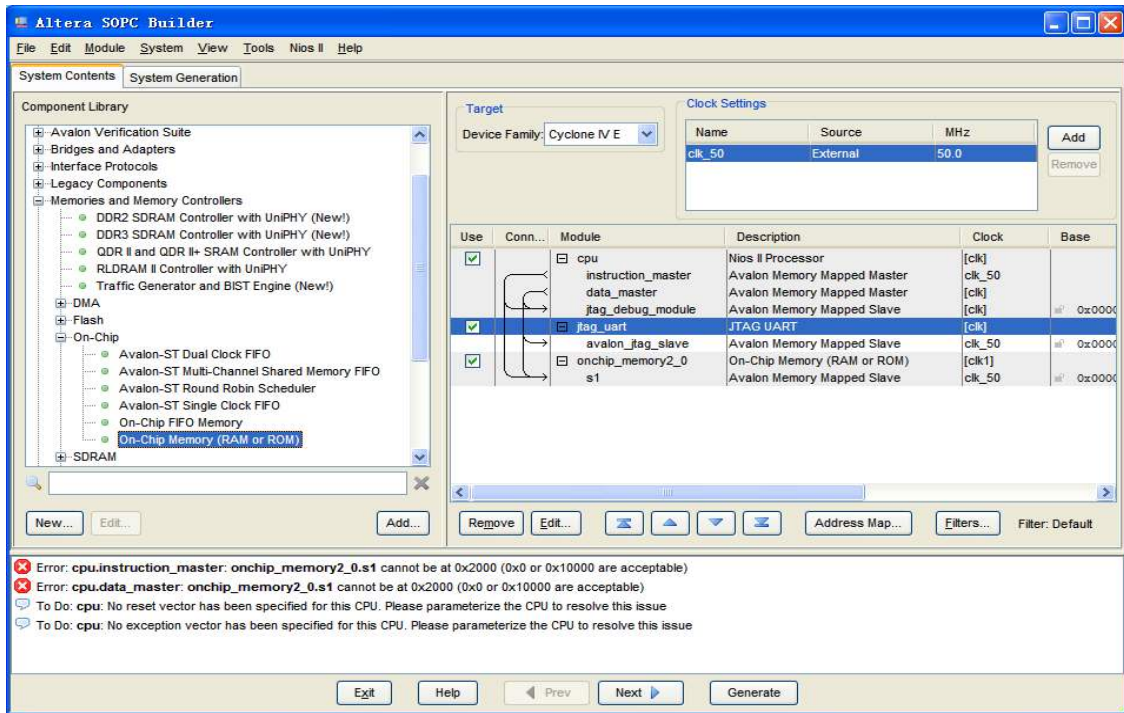 Altera SOPC Builder
File Edit Module System View Tools Nios II Help
System Contents System Generation
Component Library
Avalon Verification Suite
Bridges and Adapters
Interface Protocols
Legacy Components
Memories and Memory Controllers
DDR2 SDRAM Controller with UniPHY (New!)
DDR3 SDRAM Controller with UniPHY (New!)
QDR II and QDR II+ SRAM Controller with UniPHY
RLDRAM II Controller with UniPHY
Traffic Generator and BIST Engine (New!)
DMA
Flash
On-Chip
Avalon-ST Dual Clock FIFO
Avalon-ST Multi-Channel Shared Memory FIFO
Avalon-ST Round Robin Scheduler
Avalon-ST Single Clock FIFO
On-Chip FIFO Memory
On-Chip Memory (RAM or ROM)
SDRAM
New... Edit... Add...
Target
Device Family: Cyclone IV E
Clock Settings
Name Source MHz
clk_50 External 50.0
Add
Remove
Use Conn... Module Description Clock Base
cpu Nios II Processor [clk]
instruction_master Avalon Memory Mapped Master clk_50
data_master Avalon Memory Mapped Master [clk]
jtag_debug_module Avalon Memory Mapped Slave [clk] 0x0000
jtag_uart JTAG UART [clk]
avalon_jtag_slave Avalon Memory Mapped Slave clk_50 0x0000
onchip_memory2_0 On-Chip Memory (RAM or ROM) [clk1]
s1 Avalon Memory Mapped Slave clk_50 0x0000
Remove Edit... Address Map... Filters... Filter: Default
Error: cpu.instruction_master: onchip_memory2_0.s1 cannot be at 0x2000 (0x0 or 0x10000 are acceptable)
Error: cpu.data_master: onchip_memory2_0.s1 cannot be at 0x2000 (0x0 or 0x10000 are acceptable)
To Do: cpu: No reset vector has been specified for this CPU. Please parameterize the CPU to resolve this issue
To Do: cpu: No exception vector has been specified for this CPU. Please parameterize the CPU to resolve this issue
Exit Help Prev Next Generate